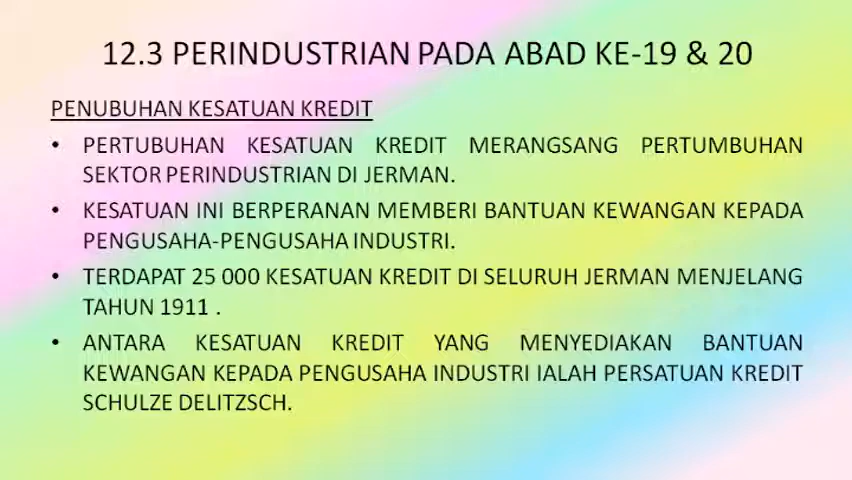 12.3 PERINDUSTRIAN PADA ABAD KE-19 & 20
PENUBUHAN KESATUAN KREDIT
• PERTUBUHAN KESATUAN KREDIT MERANGSANG PERTUMBUHAN
SEKTOR PERINDUSTRIAN DI JERMAN.
• KESATUAN INI BERPERANAN MEMBERI BANTUAN KEWANGAN KEPADA
PENGUSAHA-PENGUSAHA INDUSTRI.
• TERDAPAT 25 000 KESATUAN KREDIT DI SELURUH JERMAN MENJELANG
TAHUN 1911 .
• ANTARA KESATUAN KREDIT YANG MENYEDIAKAN BANTUAN
KEWANGAN KEPADA PENGUSAHA INDUSTRI IALAH PERSATUAN KREDIT
SCHULZE DELITZSCH.